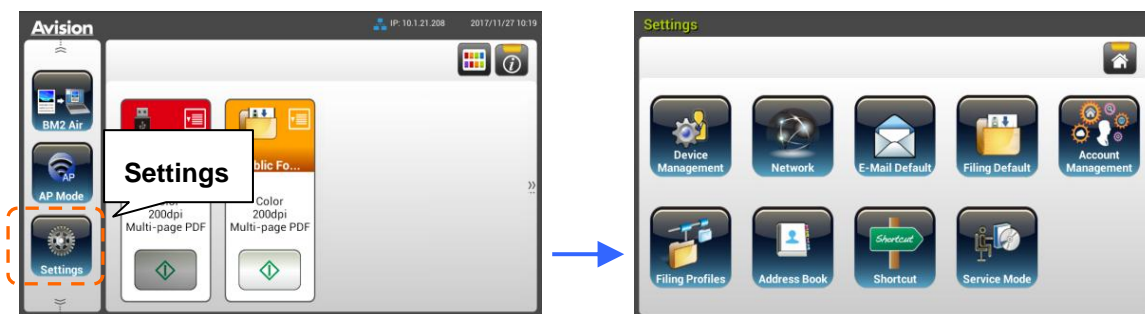 Avision
IP: 10.1.21.208 2017/11/27 10:19
BM2 Air
AP
AP Mode
Settings
Settings
blic Fo...
200dpi
Multi-page PDF
Color
200dpi
Multi-page PDF
Settings
Device
Management
Network
E-Mail Default
Filing Default
Account
Management
Filing Profiles
Address Book
Shortcut
Shortcut
Service Mode